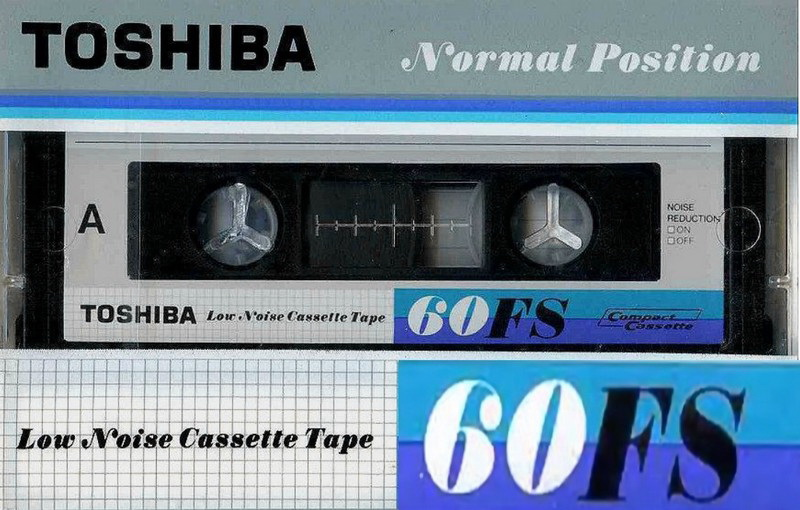 TOSHIBA Normal Position
A
NOISE
REDUCTION
ON
OFF
TOSHIBA Low Noise Cassette Tape 60FS Compact
Cassette
Low Noise Cassette Tape 60FS